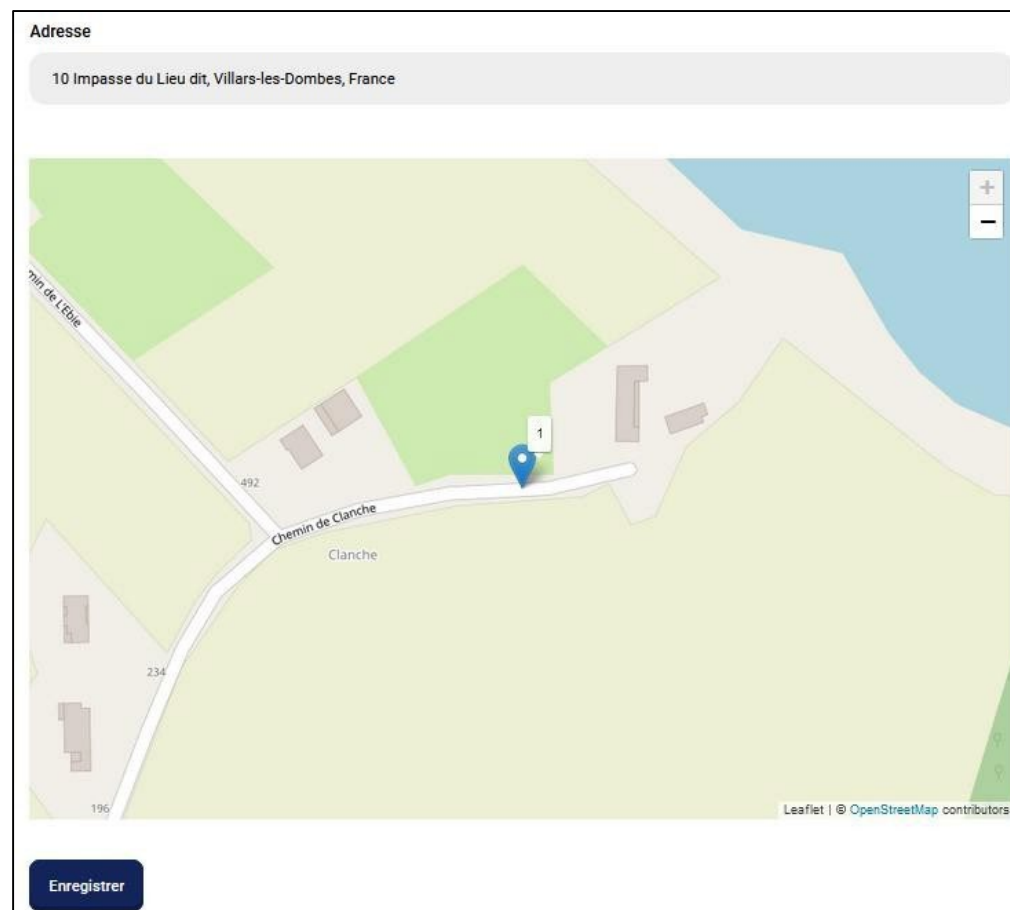 Adresse
10 Impasse du Lieu dit, Villars-les-Dombes, France
+
−
min de L'Ebie
1
492
Chemin de Clanche
Clanche
234
196
Leaflet | © OpenStreetMap contributors
Enregistrer